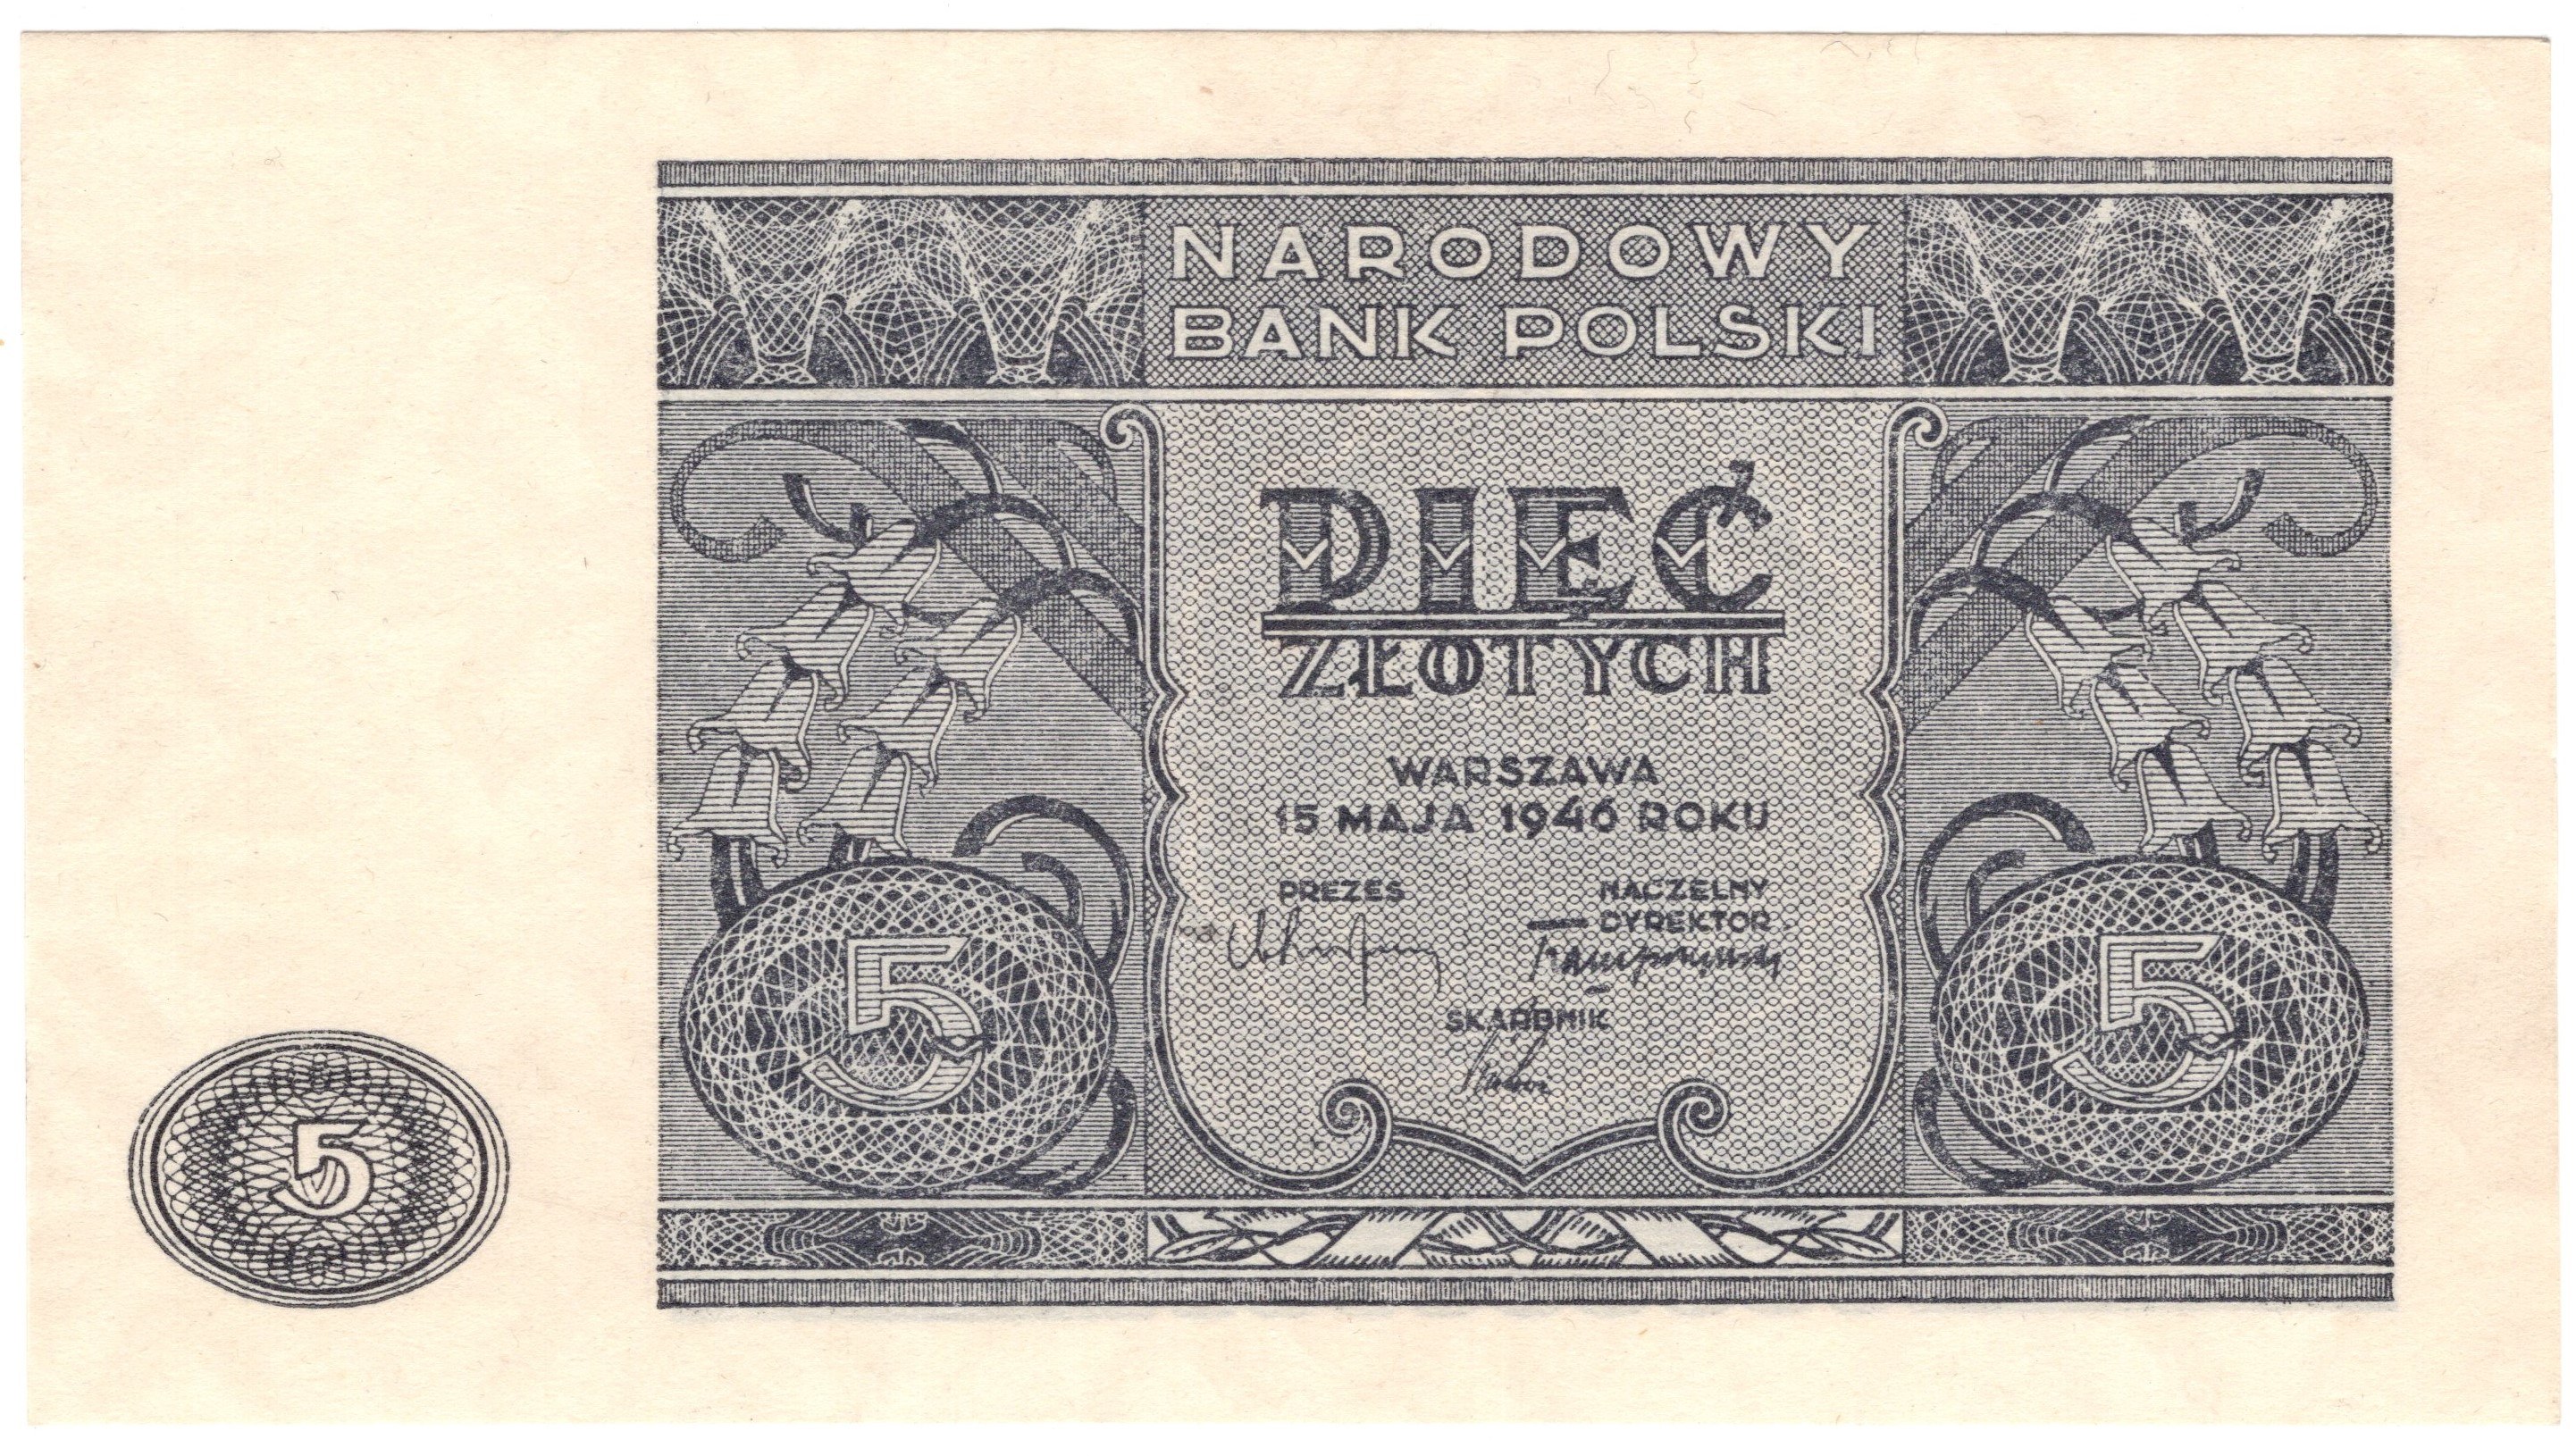 NARODOWY
BANK POLSKI
PIĘĆ
ZŁOTYCH
WARSZAWA
15 MAJA 1946 ROKU
PREZES
NACZELNY
DYREKTOR
SKARBNIK
5
5
5